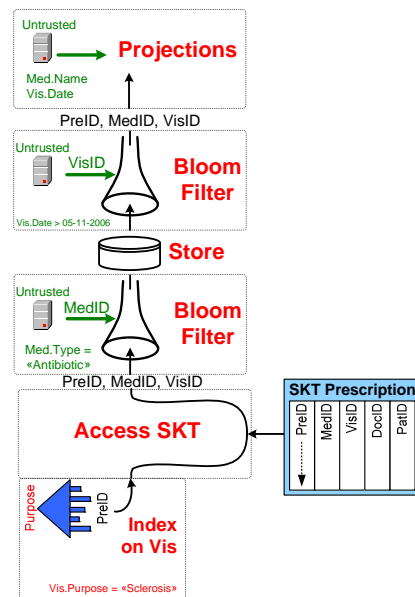 Untrusted
Projections
Med.Name
Vis.Date
PreID, MedID, VisID
Untrusted
VisID
Bloom
Filter
Vis.Date > 05-11-2006
Store
Untrusted
MedID
Bloom
Filter
Med.Type =
«Antibiotic»
PreID, MedID, VisID
SKT Prescription
PreID
MedID
VisID
DocID
PatID
Access SKT
Purpose
PreID
Index
on Vis
Vis.Purpose = «Sclerosis»